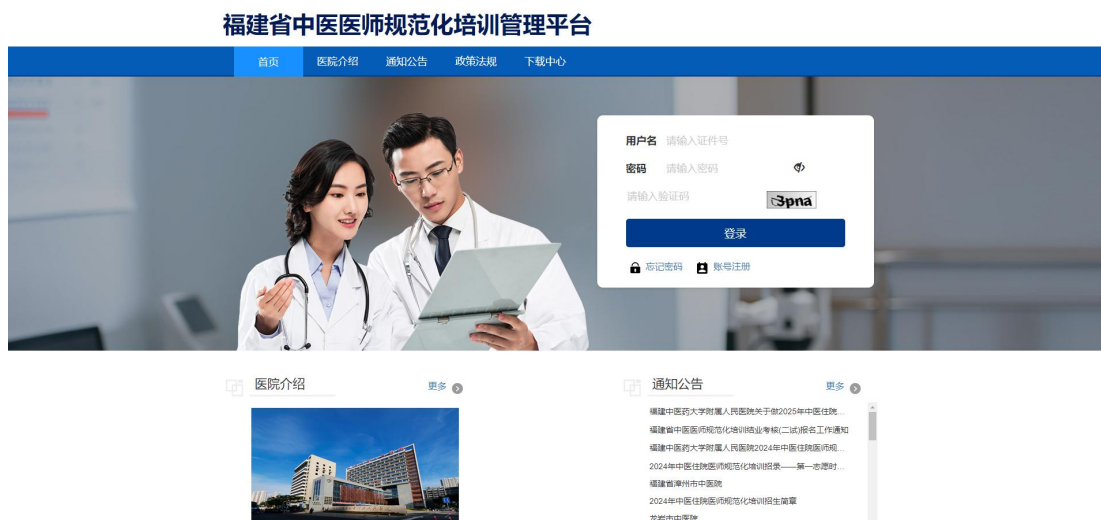 福建省中医医师规范化培训管理平台
首页 医院介绍 通知公告 政策法规 下载中心
用户名 请输入证件号
密码 请输入密码
请输入验证码 3pna
登录
忘记密码 账号注册
医院介绍 更多
通知公告 更多
福建中医药大学附属人民医院关于做2025年中医住院...
福建省中医医师规范化培训结业考核(二试)报名工作通知
福建中医药大学附属人民医院2024年中医住院医师规...
2024年中医住院医师规范化培训招录——第一志愿时...
福建省漳州市中医院
2024年中医住院医师规范化培训招生简章
龙岩市中医院